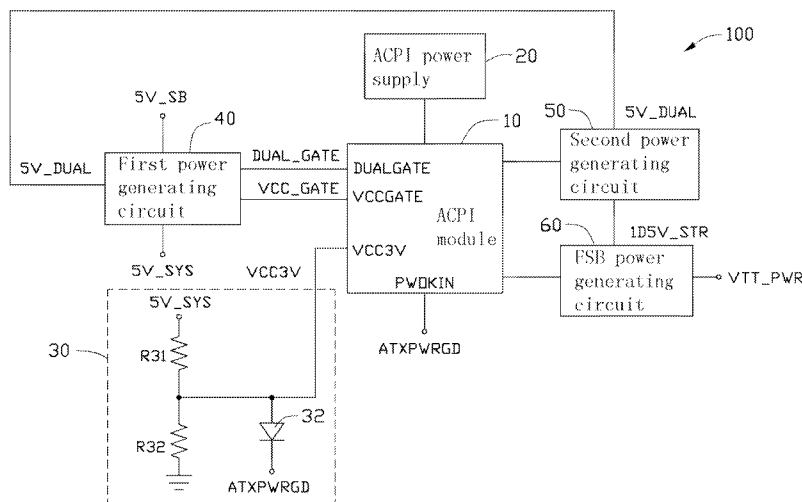 100
ACPI power
supply
20
5V_SB
40
10
50
5V_DUAL
5V_DUAL
First power
generating
circuit
DUAL_GATE
VCC_GATE
DUALGATE
VCCGATE
ACPI
module
VCC3V
PWOKIN
Second power
generating
circuit
60
1D5V_STR
FSB power
generating
circuit
VTT_PWR
5V_SYS
VCC3V
ATXPWRGD
30
5V_SYS
R31
R32
32
ATXPWRGD